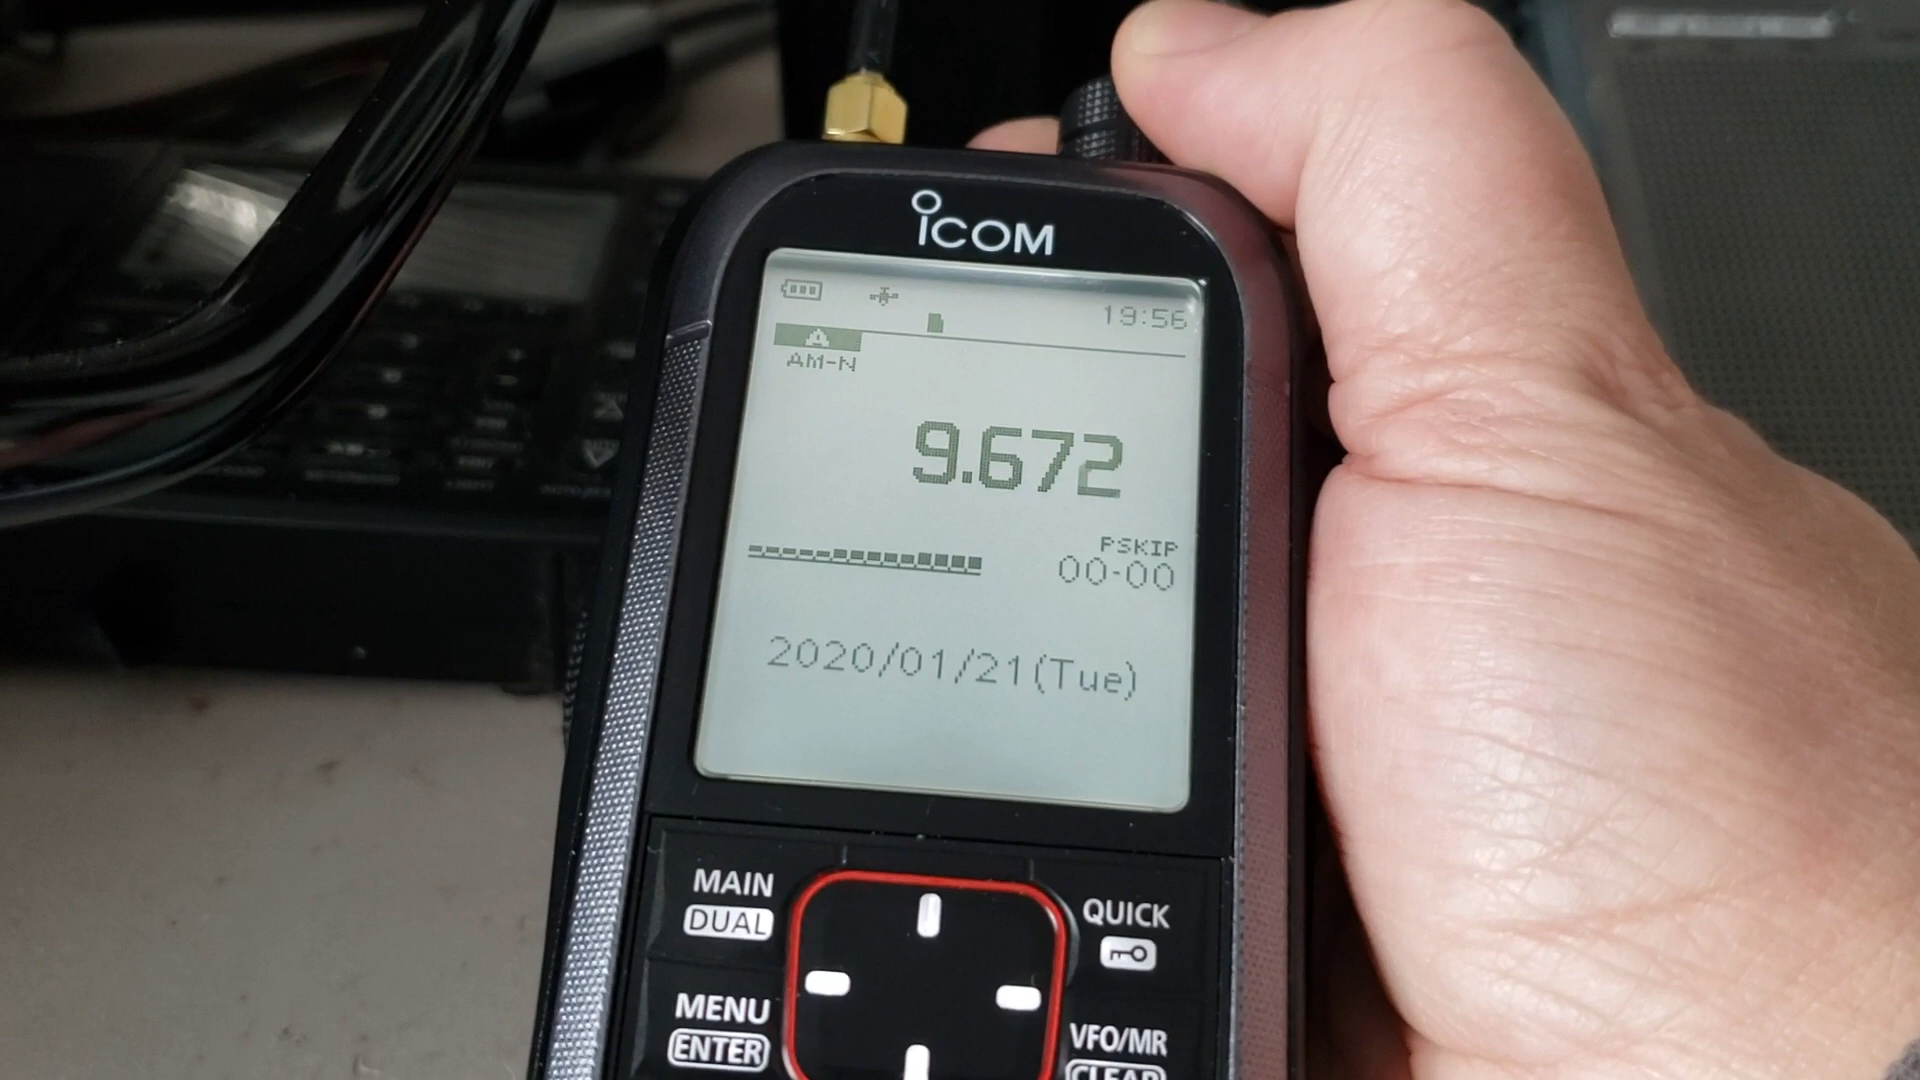 ICOM
19:56
A
AM-N
9.672
PSKIP
00-00
2020/01/21(Tue)
MAIN
DUAL
QUICK
MENU
ENTER
VFO/MR
CLEAR